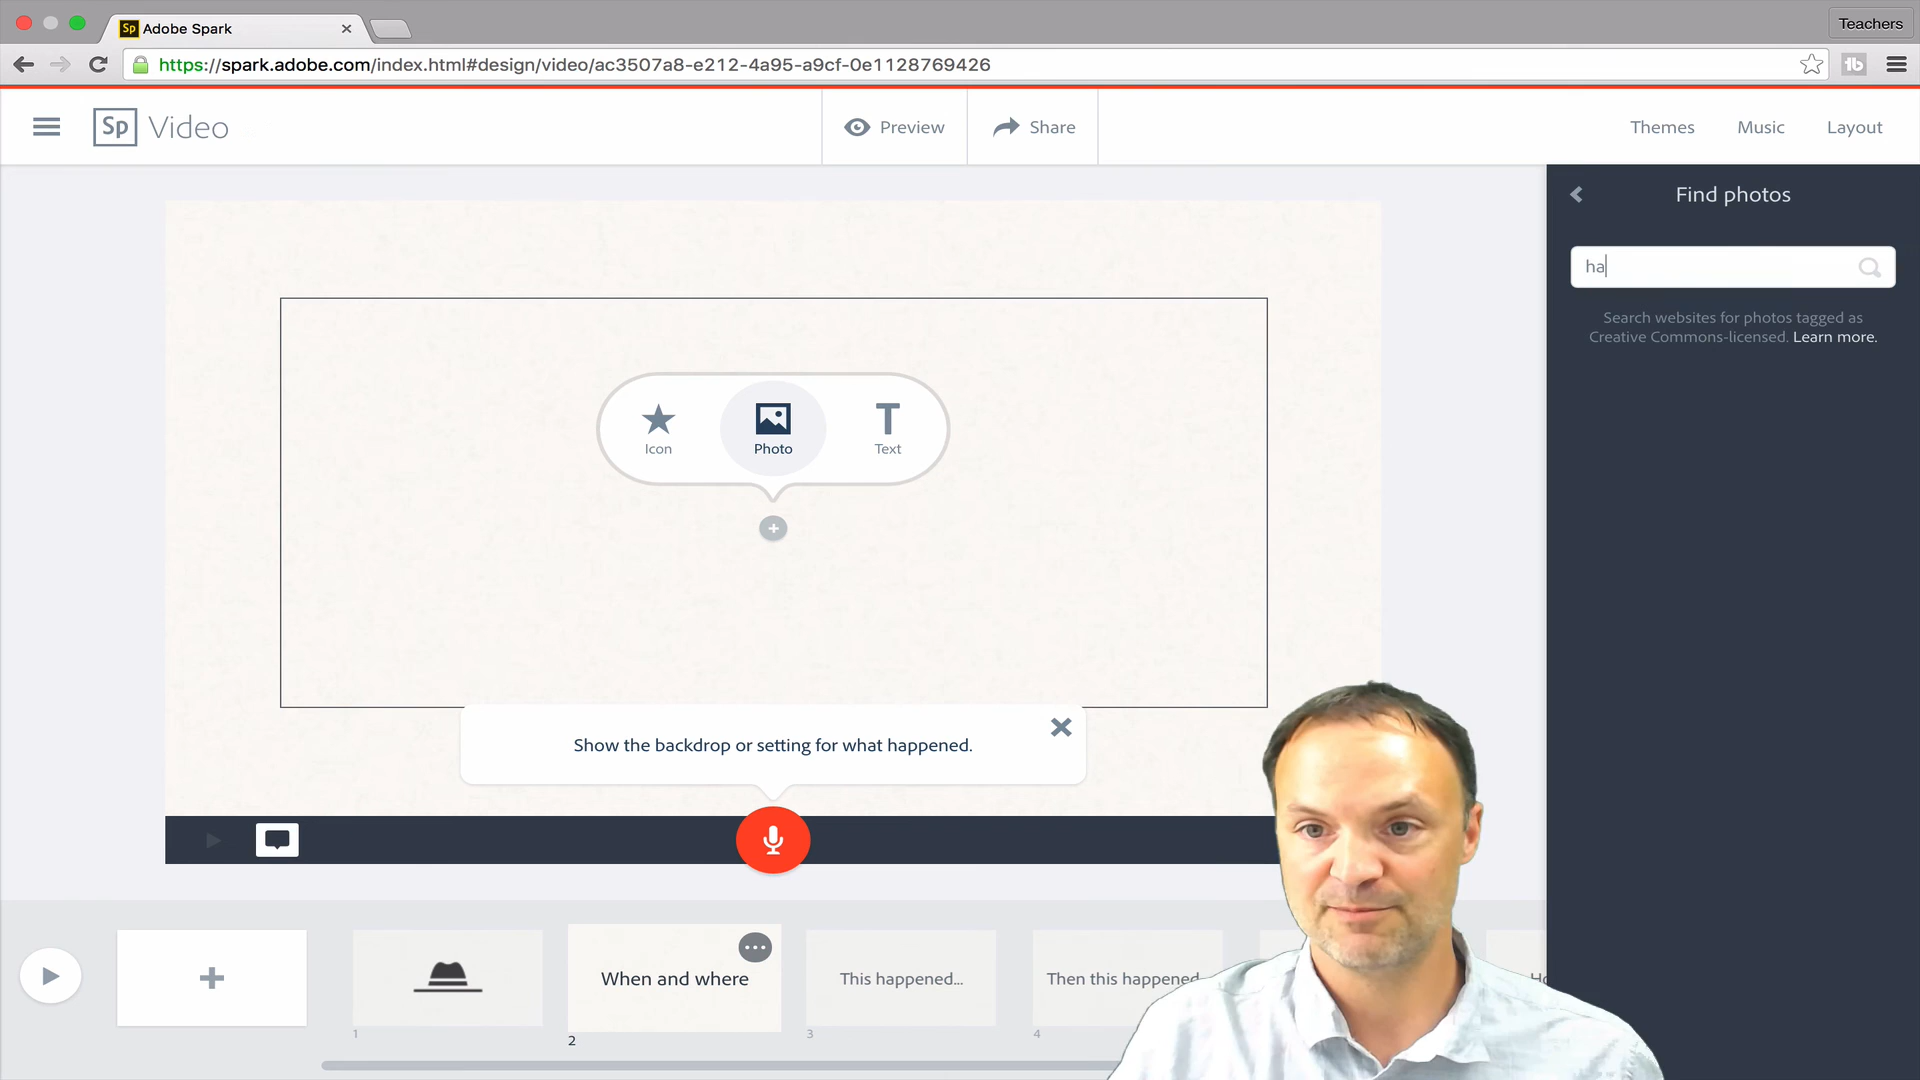 Sp Adobe Spark
Teachers
https://spark.adobe.com/index.html#design/video/ac3507a8-e212-4a95-a9cf-0e1128769426
Sp Video
Preview
Share
Themes
Music
Layout
Find photos
ha
Search websites for photos tagged as
Creative Commons-licensed. Learn more.
Icon
Photo
T
Text
Show the backdrop or setting for what happened.
When and where
This happened...
Then this happened
1
2
3
4